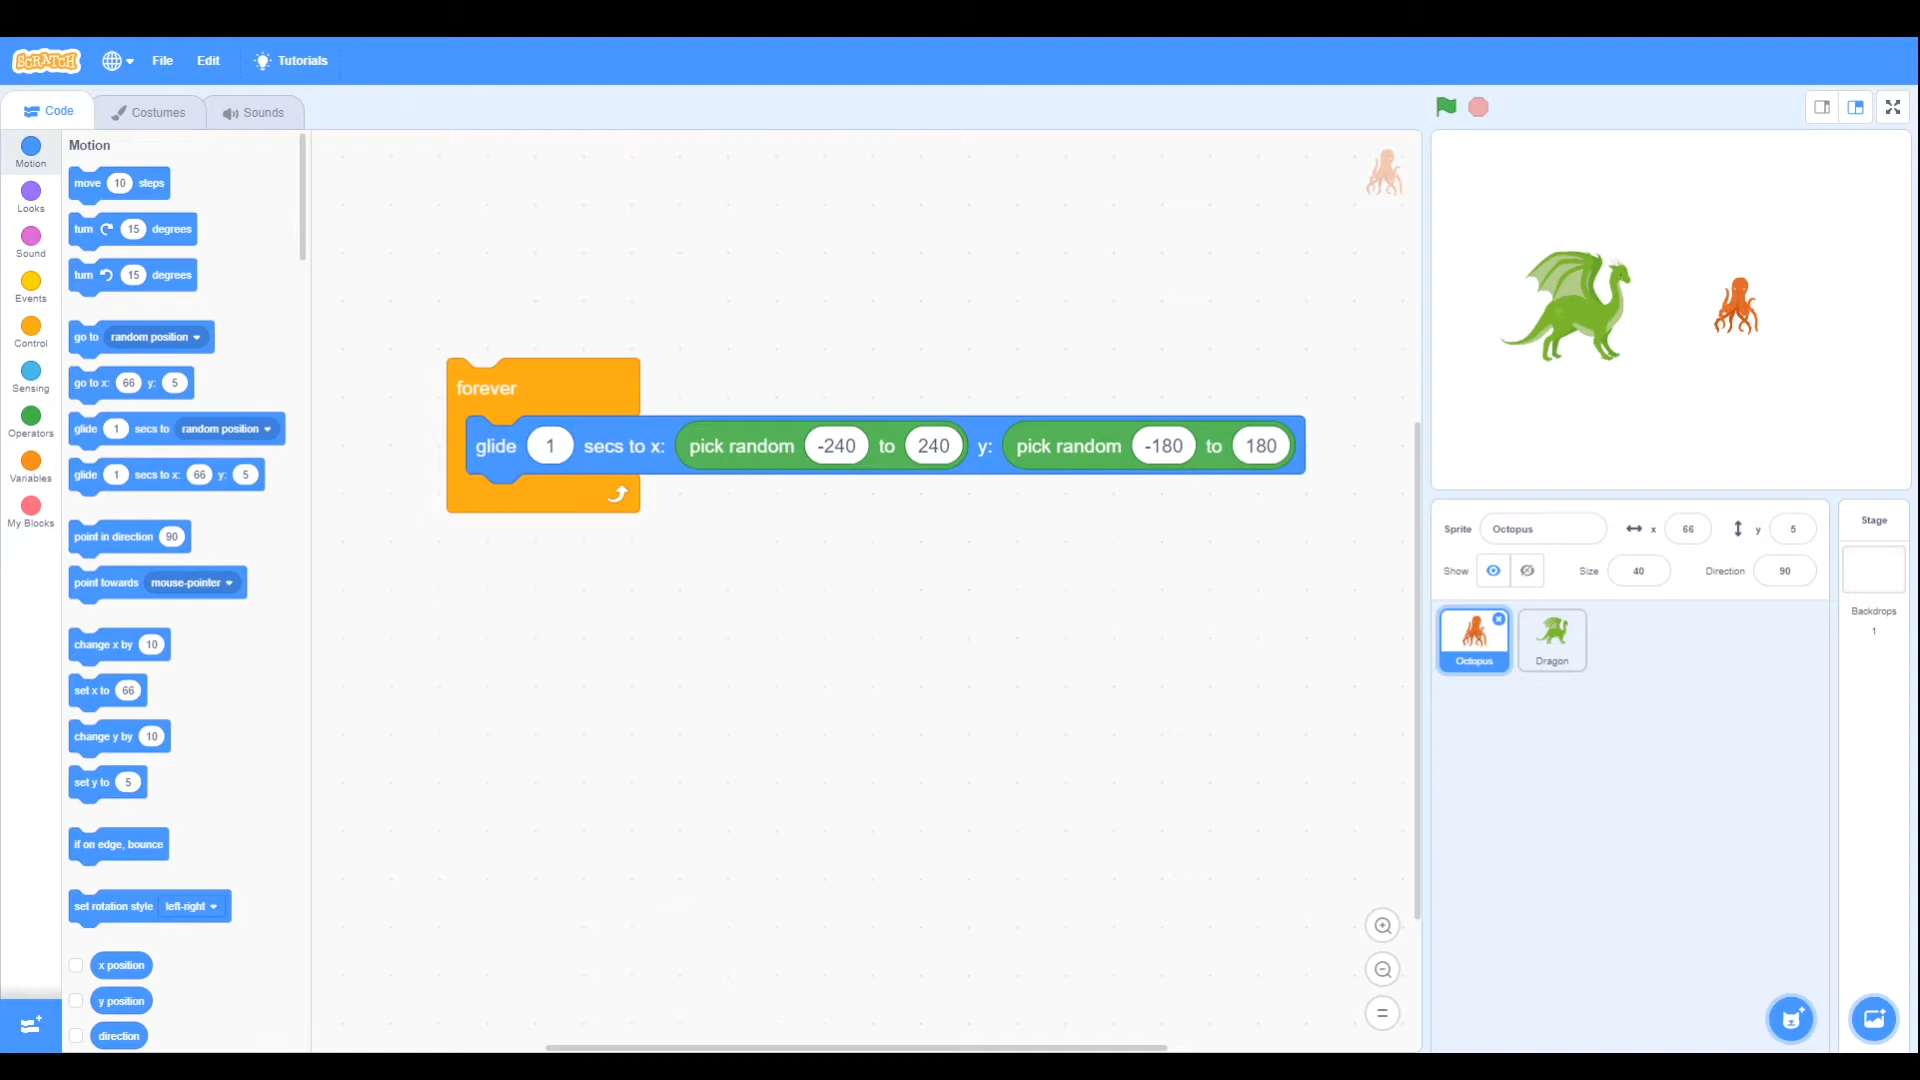 SCRATCH File Edit Tutorials
Code Costumes Sounds
Motion
Looks
Sound
Events
Control
Sensing
Operators
Variables
My Blocks
Motion
move 10 steps
turn 15 degrees
turn 15 degrees
go to random position
go to x: 66 y: 5
glide 1 secs to random position
glide 1 secs to x: 66 y: 5
point in direction 90
point towards mouse-pointer
change x by 10
set x to 66
change y by 10
set y to 5
if on edge, bounce
set rotation style left-right
x position
y position
direction
forever
glide 1 secs to x: pick random -240 to 240 y: pick random -180 to 180
Sprite Octopus x 66 y 5
Show Size 40 Direction 90
Octopus Dragon
Stage
Backdrops
1